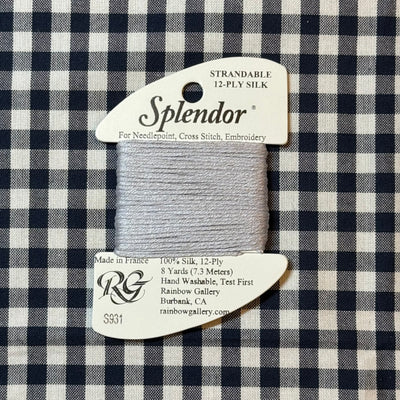 STRANDABLE
12-PLY SILK
Splendor®
For Needlepoint, Cross Stitch, Embroidery
Made in France
100% Silk, 12-Ply
8 Yards (7.3 Meters)
Hand Washable, Test First
Rainbow Gallery
Burbank, CA
rainbowgallery.com
RG
S931